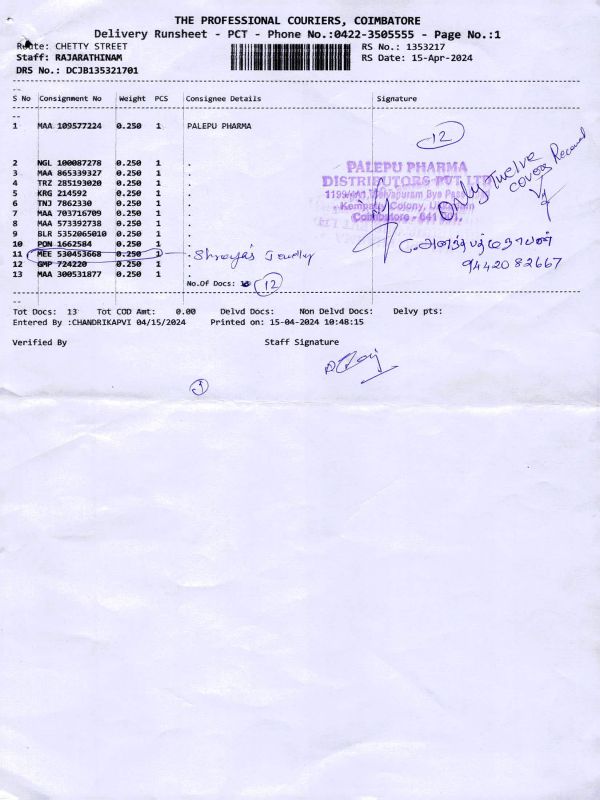 THE PROFESSIONAL COURIERS, COIMBATORE
Delivery Runsheet - PCT - Phone No.:0422-3505555 - Page No.:1
Route: CHETTY STREET
RS No.: 1353217
Staff: RAJARATHINAM
RS Date: 15-Apr-2024
DRS No.: DCJB135321701
S No Consignment No Weight PCS Consignee Details Signature
1 MAA 109577224 0.250 1 PALEPU PHARMA
12
2 NGL 100087278 0.250 1 .
3 MAA 865339327 0.250 1 .
4 TRZ 285193020 0.250 1 .
5 KRG 214592 0.250 1 .
6 TNJ 7862330 0.250 1 .
7 MAA 703716709 0.250 1 .
8 MAA 573392738 0.250 1 .
9 BLR 5352065010 0.250 1 .
10 PON 1662584 0.250 1 .
11 MEE 530453668 0.250 1 .
12 GMP 724220 0.250 1 .
13 MAA 300531877 0.250 1 .
PALEPU PHARMA
DISTRIBUTORS PVT LTD
Colony,
Coimbatore - 641
Only Twelve
cover Received
9442082667
No.Of Docs: 12
Tot Docs: 13 Tot COD Amt: 0.00 Delvd Docs: Non Delvd Docs: Delvy pts:
Entered By :CHANDRIKAPVI 04/15/2024 Printed on: 15-04-2024 10:48:15
Verified By Staff Signature